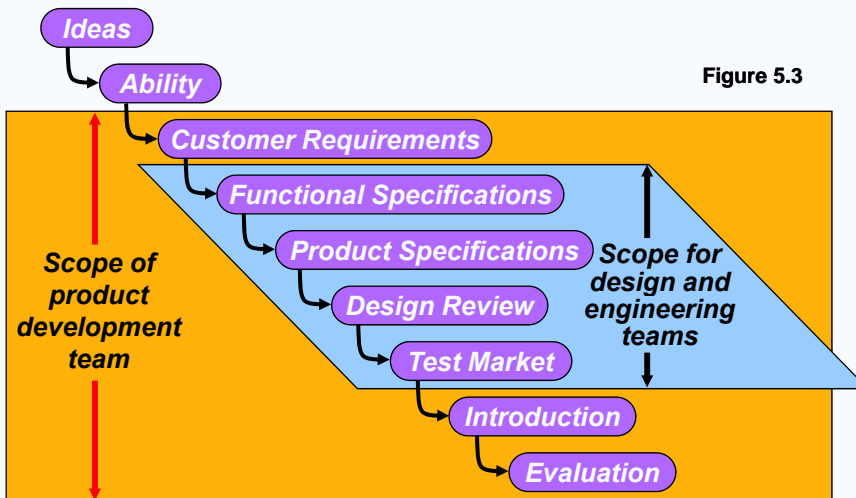 Ideas
Ability
Figure 5.3
Customer Requirements
Functional Specifications
Product Specifications
Scope of
product
development
team
Scope for
design and
engineering
teams
Design Review
Test Market
Introduction
Evaluation